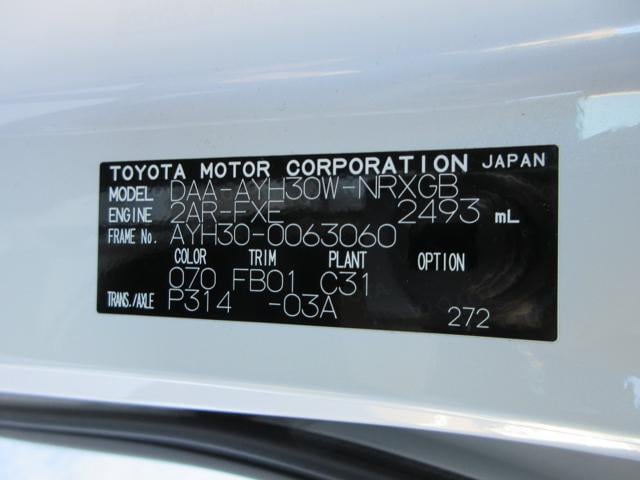 TOYOTA MOTOR CORPORATION JAPAN
MODEL DAA-AYH30W-NRXGB
ENGINE 2AR-FXE 2493 mL
FRAME No. AYH30-0063060
COLOR TRIM PLANT OPTION
070 FB01 C31
TRANS./AXLE P314 -03A
272